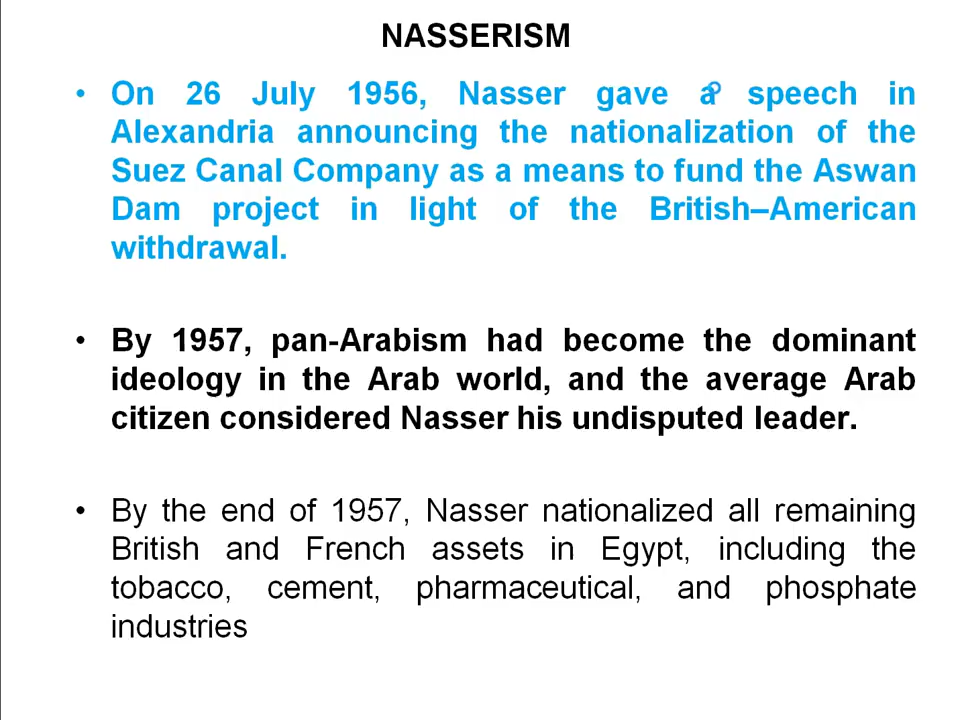 NASSERISM
• On 26 July 1956, Nasser gave a speech in
Alexandria announcing the nationalization of the
Suez Canal Company as a means to fund the Aswan
Dam project in light of the British–American
withdrawal.
• By 1957, pan-Arabism had become the dominant
ideology in the Arab world, and the average Arab
citizen considered Nasser his undisputed leader.
• By the end of 1957, Nasser nationalized all remaining
British and French assets in Egypt, including the
tobacco, cement, pharmaceutical, and phosphate
industries